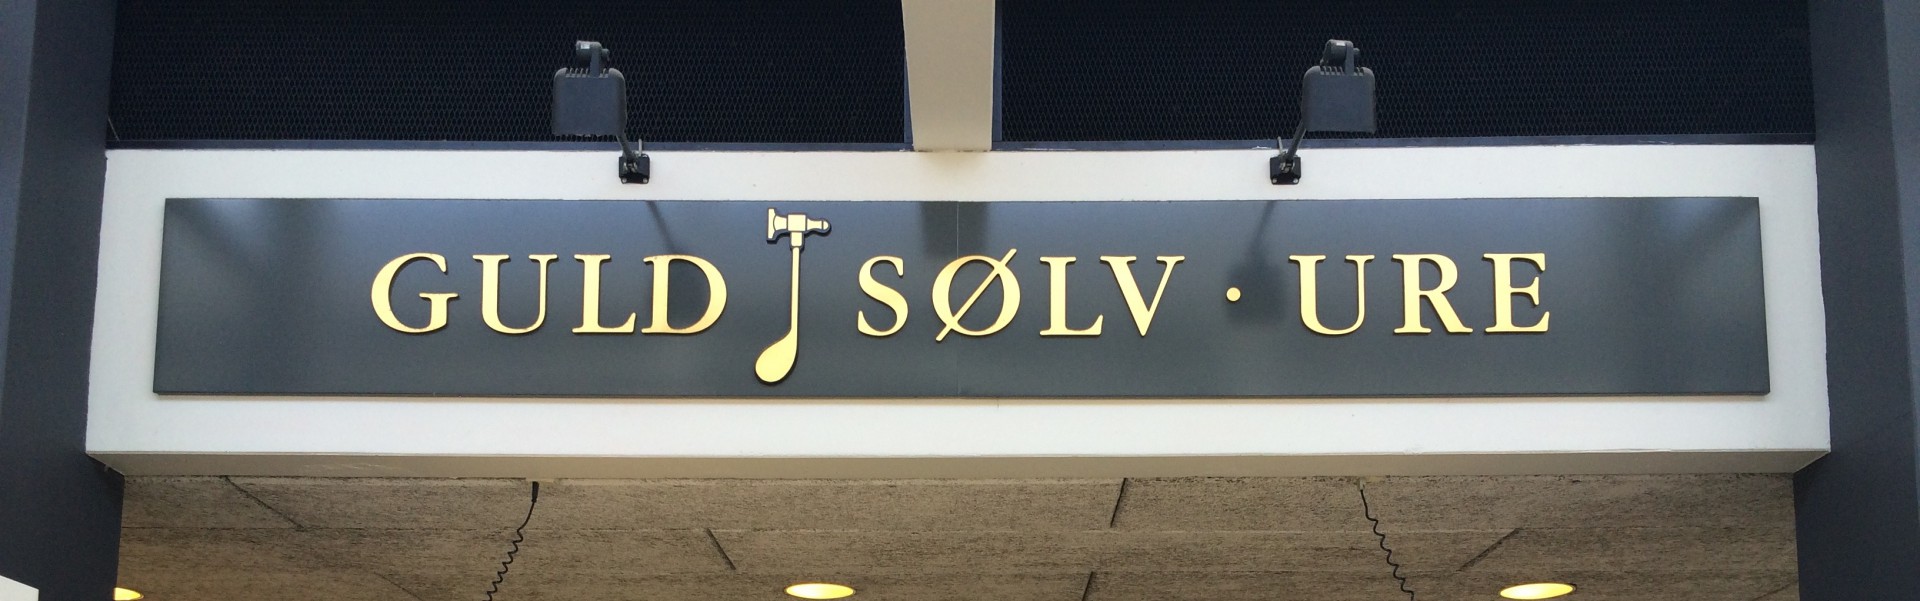 GULD SØLV · URE